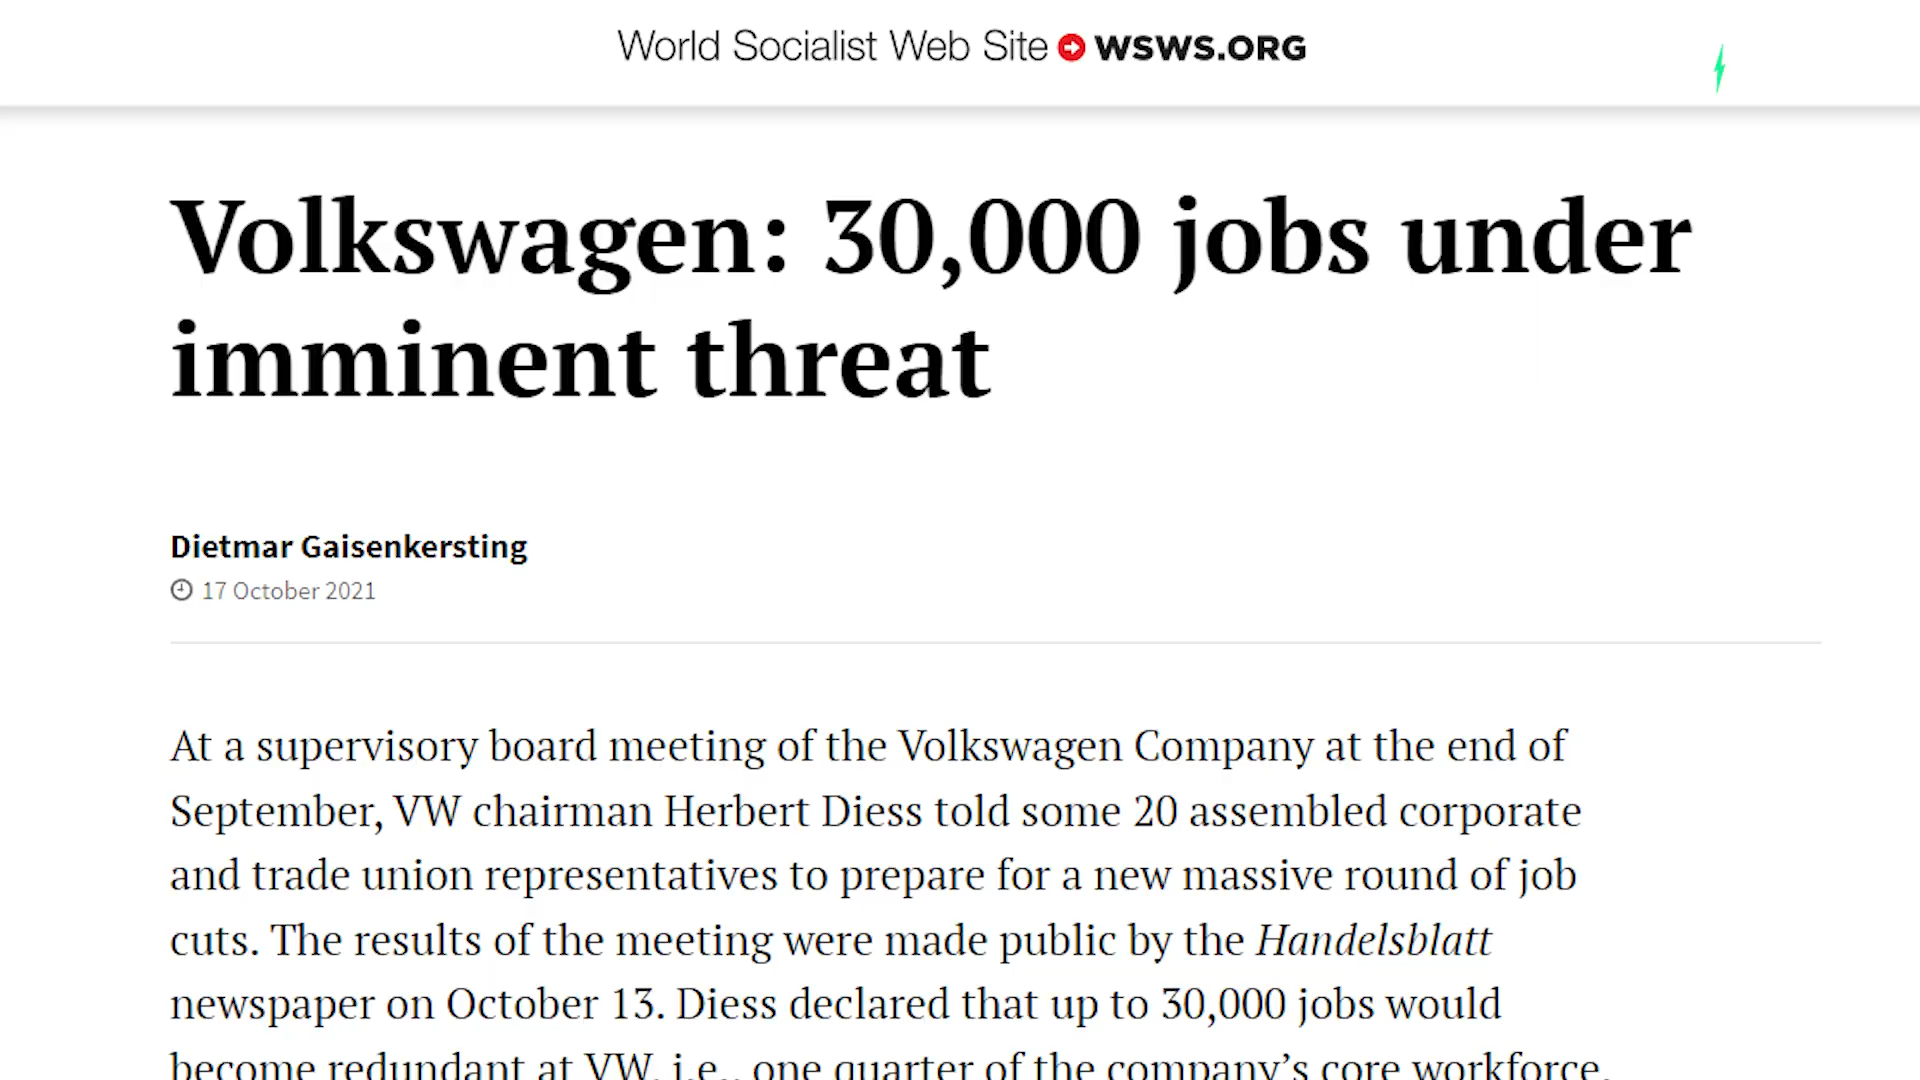 World Socialist Web Site WSWS.ORG
Volkswagen: 30,000 jobs under
imminent threat
Dietmar Gaisenkersting
17 October 2021
At a supervisory board meeting of the Volkswagen Company at the end of
September, VW chairman Herbert Diess told some 20 assembled corporate
and trade union representatives to prepare for a new massive round of job
cuts. The results of the meeting were made public by the Handelsblatt
newspaper on October 13. Diess declared that up to 30,000 jobs would
become redundant at VW, i.e., one quarter of the company’s core workforce.